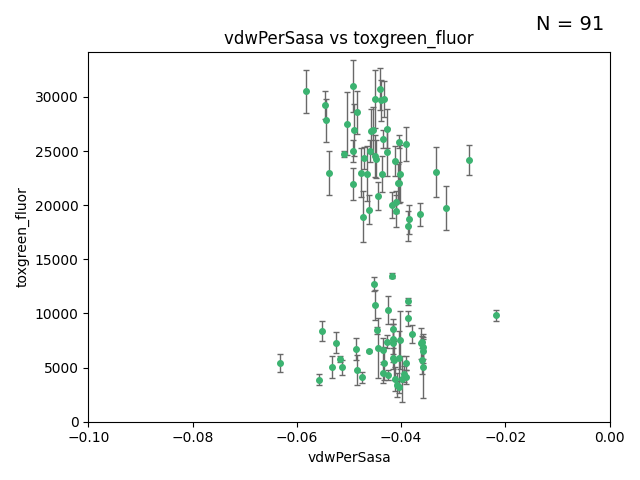 N = 91
vdwPerSasa vs toxgreen_fluor
toxgreen_fluor
30000
25000
20000
15000
10000
5000
0
−0.10 −0.08 −0.06 −0.04 −0.02 0.00
vdwPerSasa